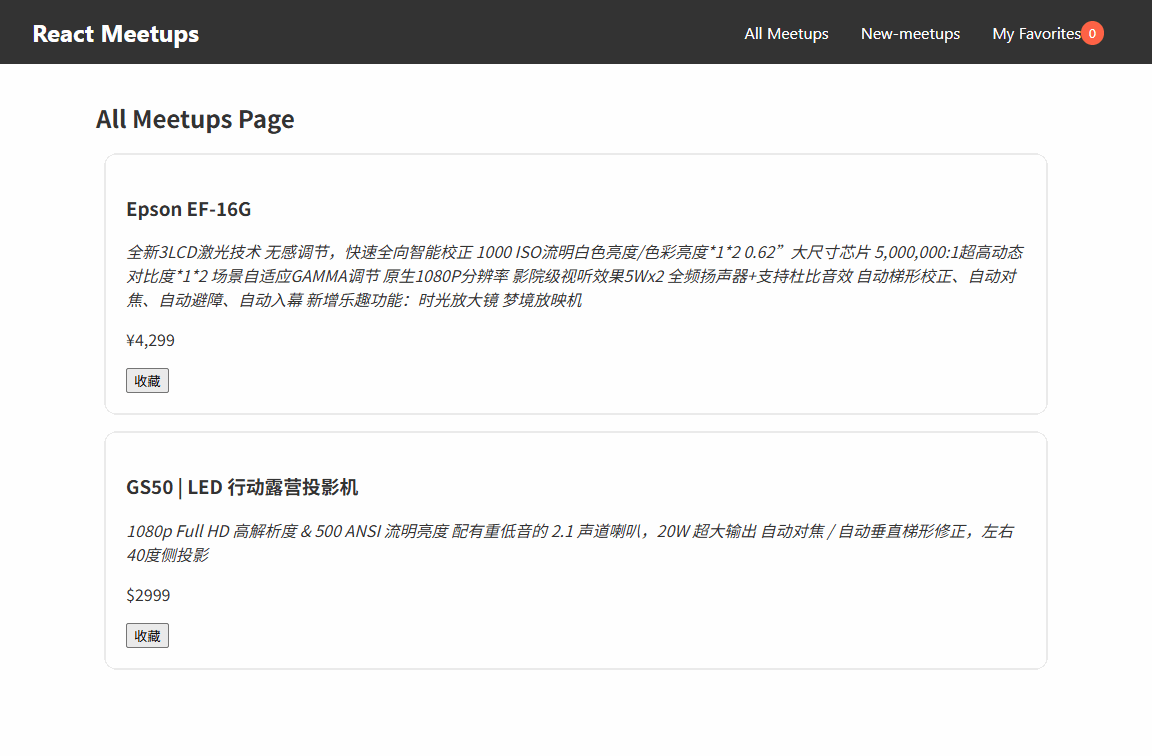 React Meetups
All Meetups
New-meetups
My Favorites 0
All Meetups Page
Epson EF-16G
全新3LCD激光技术 无感调节，快速全向智能校正 1000 ISO流明白色亮度/色彩亮度*1*2 0.62”大尺寸芯片 5,000,000:1超高动态
对比度*1*2 场景自适应GAMMA调节 原生1080P分辨率 影院级视听效果5Wx2 全频扬声器+支持杜比音效 自动梯形校正、自动对
焦、自动避障、自动入幕 新增乐趣功能：时光放大镜 梦境放映机
¥4,299
收藏
GS50 | LED 行动露营投影机
1080p Full HD 高解析度 & 500 ANSI 流明亮度 配有重低音的 2.1 声道喇叭，20W 超大输出 自动对焦 / 自动垂直梯形修正，左右
40度侧投影
$2999
收藏